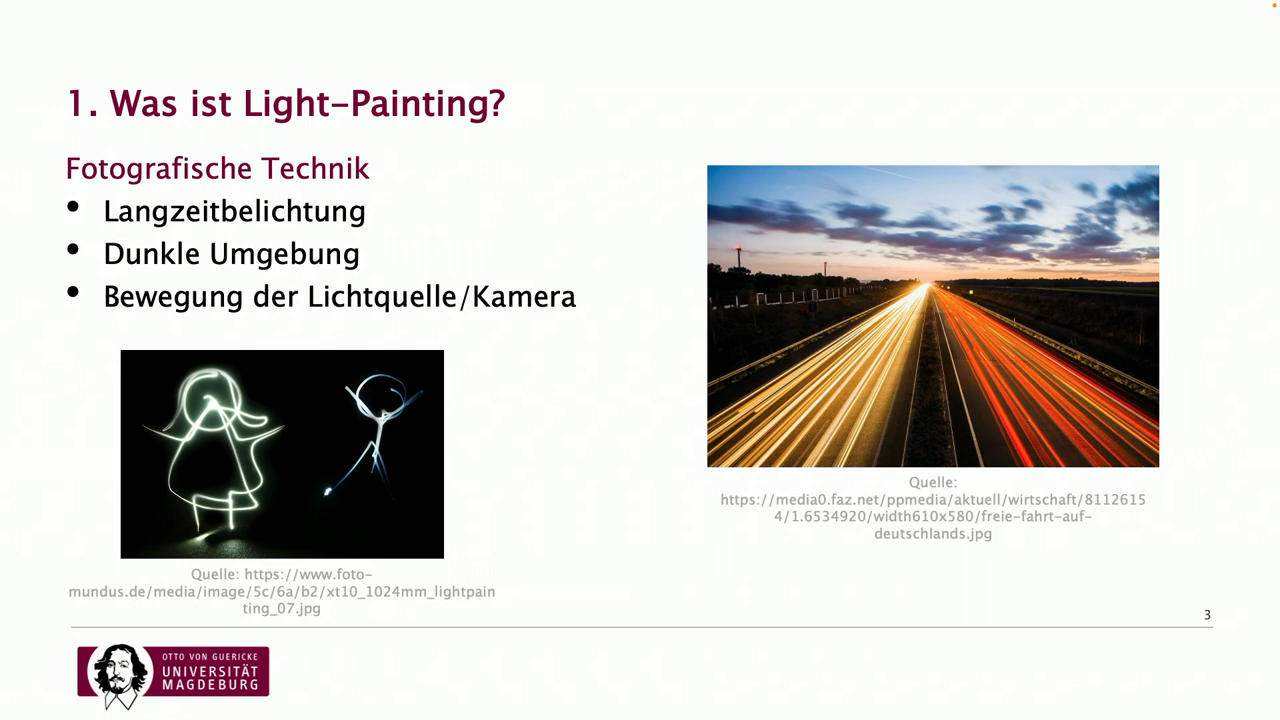 1. Was ist Light-Painting?
Fotografische Technik
• Langzeitbelichtung
• Dunkle Umgebung
• Bewegung der Lichtquelle/Kamera
Quelle:
https://media0.faz.net/ppmedia/aktuell/wirtschaft/8112615
4/1.6534920/width610x580/freie-fahrt-auf-
deutschlands.jpg
Quelle: https://www.foto-
mundus.de/media/image/5c/6a/b2/xt10_1024mm_lightpain
ting_07.jpg
3
OTTO VON GUERICKE
UNIVERSITÄT
MAGDEBURG